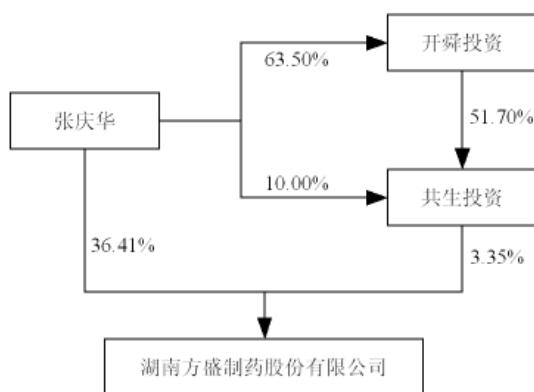 开舜投资
63.50%
张庆华
51.70%
10.00%
共生投资
36.41%
3.35%
湖南方盛制药股份有限公司